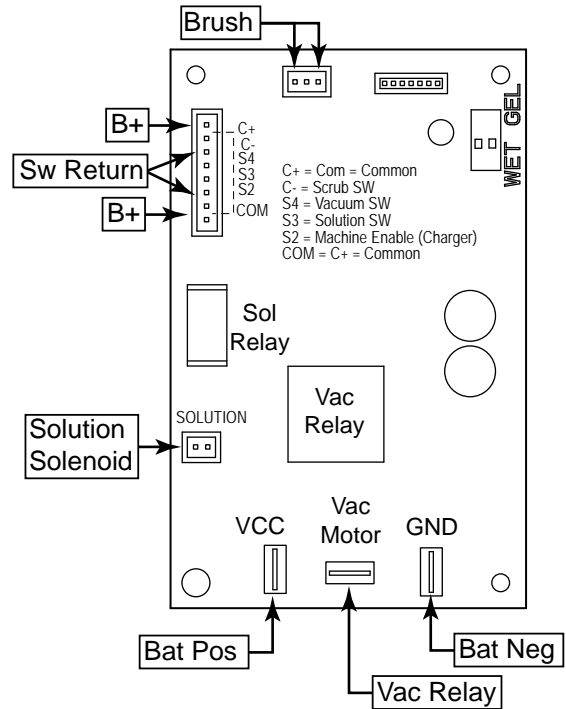 Brush
B+
Sw Return
B+
C+
C-
S4
S3
S2
COM
WET GEL
C+ = Com = Common
C- = Scrub SW
S4 = Vacuum SW
S3 = Solution SW
S2 = Machine Enable (Charger)
COM = C+ = Common
Sol
Relay
Vac
Relay
SOLUTION
Solution
Solenoid
VCC
Vac
Motor
GND
Bat Pos
Bat Neg
Vac Relay